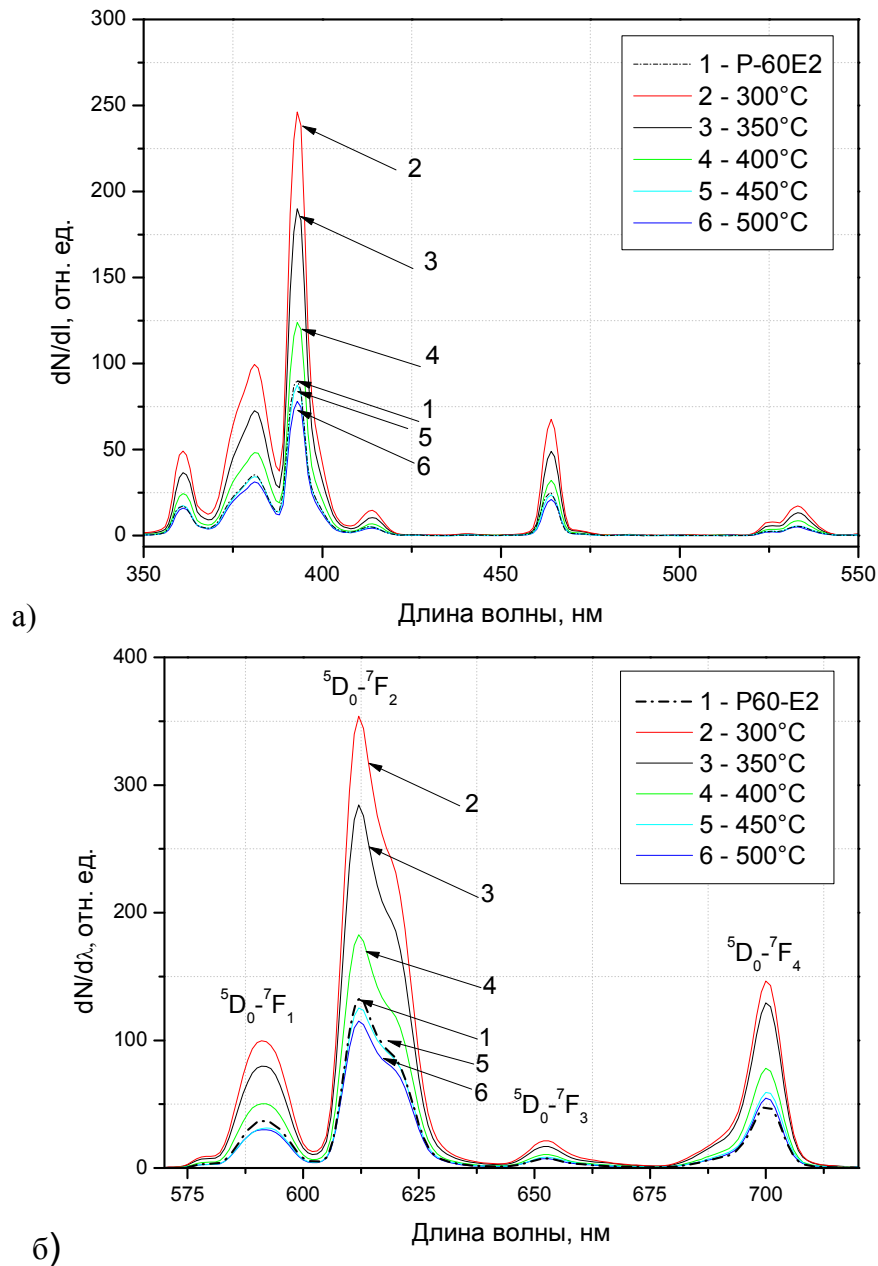 300
250
200
150
100
50
0
dN/dl, отн. ед.
1 - P-60E2
2 - 300°C
3 - 350°C
4 - 400°C
5 - 450°C
6 - 500°C
2
3
4
1
5
6
350
400
450
500
550
Длина волны, нм
а)
400
300
200
100
0
dN/dλ, отн. ед.
⁵D₀-⁷F₁
⁵D₀-⁷F₂
⁵D₀-⁷F₃
⁵D₀-⁷F₄
1 - P60-E2
2 - 300°C
3 - 350°C
4 - 400°C
5 - 450°C
6 - 500°C
2
3
4
1
5
6
575
600
625
650
675
700
Длина волны, нм
б)